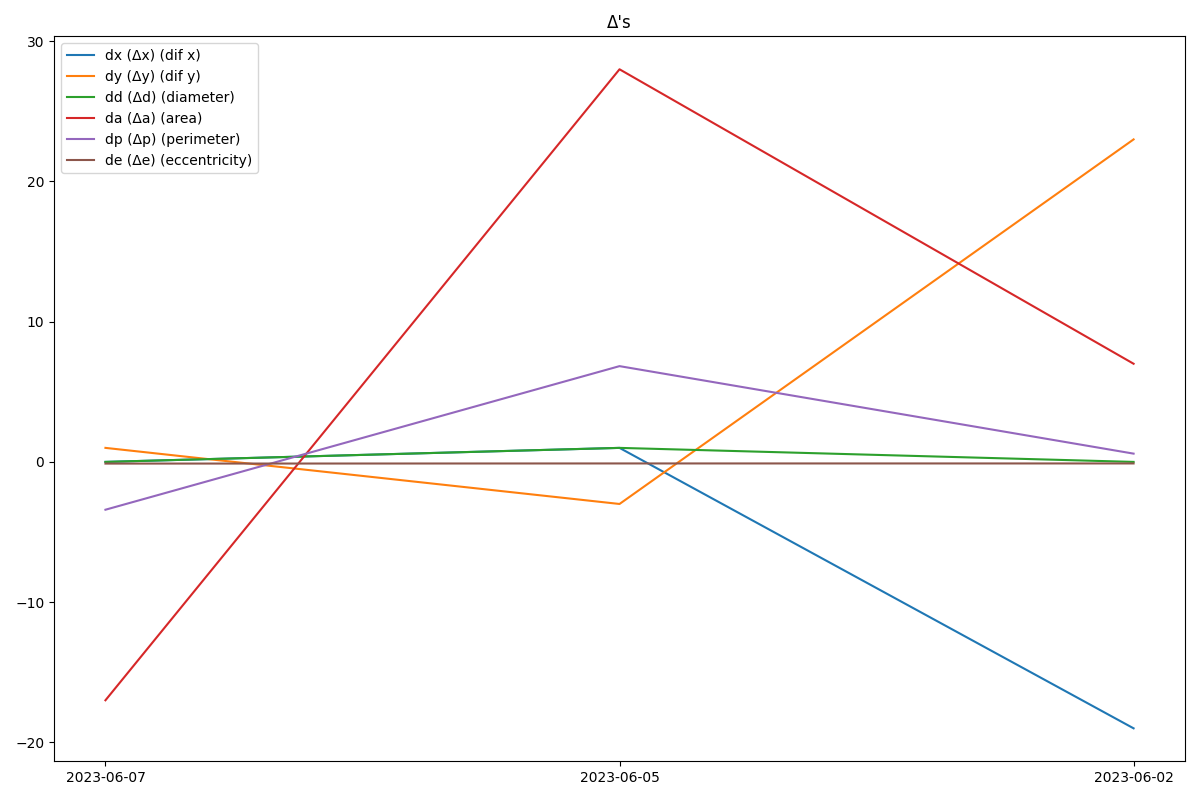 Δ's
dx (Δx) (dif x)
dy (Δy) (dif y)
dd (Δd) (diameter)
da (Δa) (area)
dp (Δp) (perimeter)
de (Δe) (eccentricity)
30
20
10
0
−10
−20
2023-06-07
2023-06-05
2023-06-02